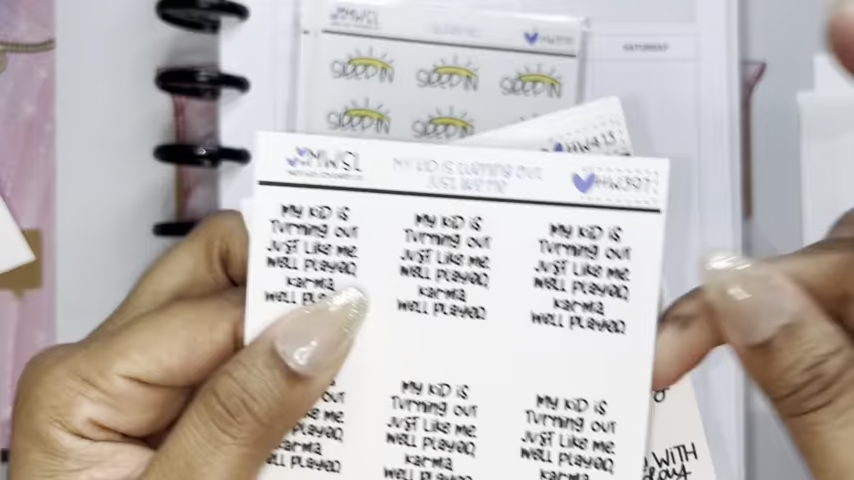 MWSL
SLEEP IN SLEEP IN SLEEP IN
SLEEP IN SLEEP IN
SATURDAY
#HW413
MWSL
MY KID IS TURNING OUT
JUST LIKE ME
MY KID IS
TURNING OUT
JUST LIKE ME
WELL PLAYED
KARMA
WELL PLAYED
MY KID IS
TURNING OUT
JUST LIKE ME
WELL PLAYED
KARMA
WELL PLAYED
MY KID IS
TURNING OUT
JUST LIKE ME
WELL PLAYED
KARMA
WELL PLAYED
KARMA
WELL PLAYED
MY KID IS
TURNING OUT
JUST LIKE ME
WELL PLAYED
KARMA
WELL PLAYED
MY KID IS
TURNING OUT
JUST LIKE ME
WELL PLAYED
KARMA
WITH